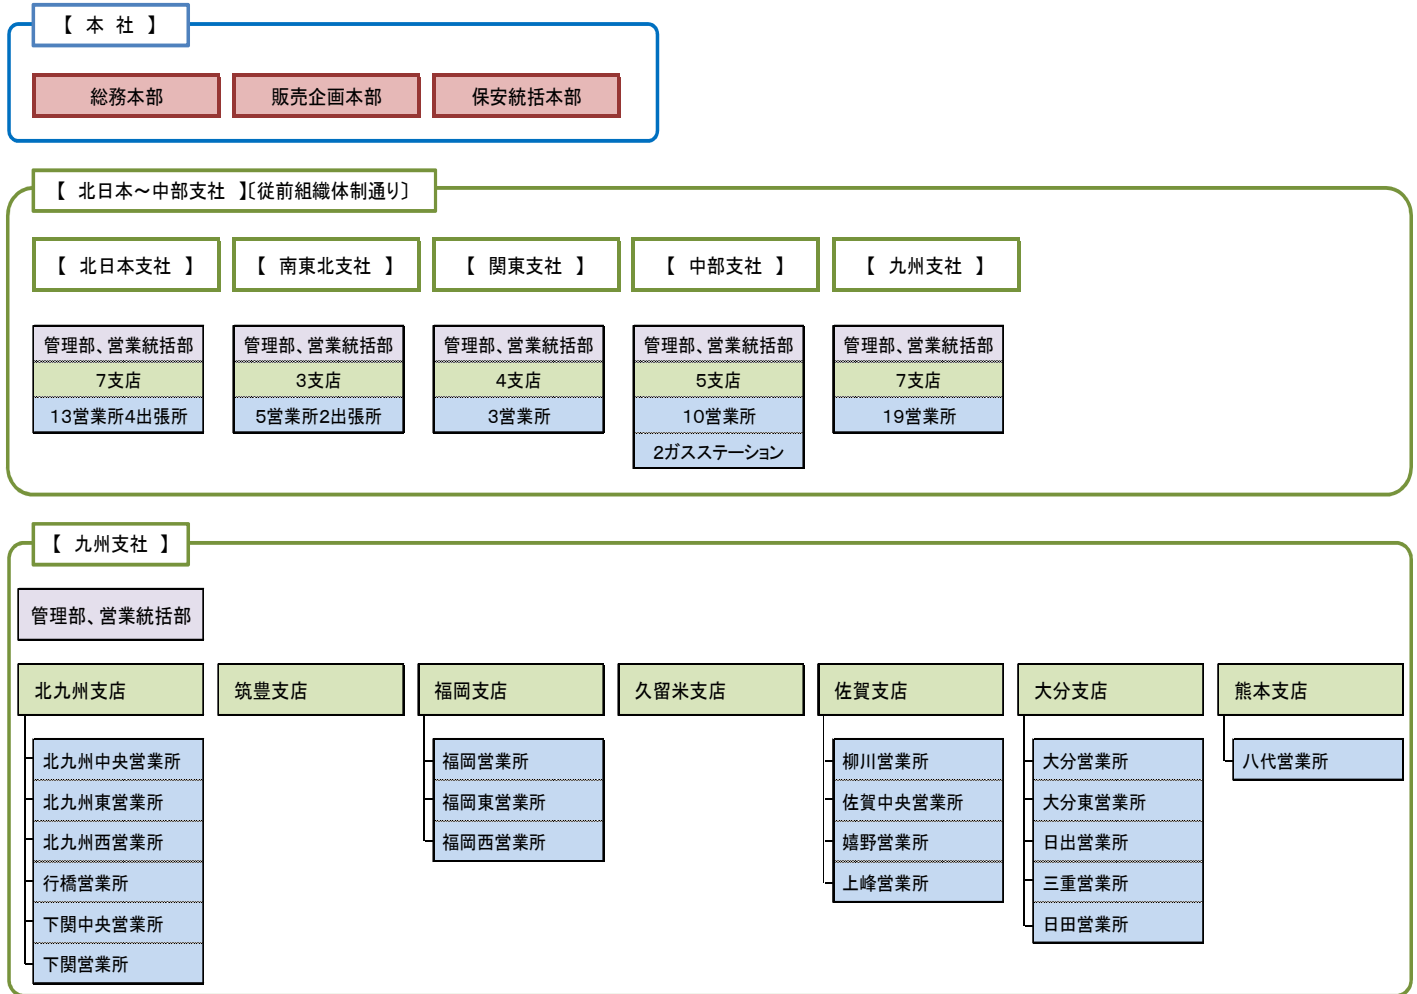 【 本 社 】
総務本部 販売企画本部 保安統括本部
【 北日本～中部支社 】〔従前組織体制通り〕
【 北日本支社 】 【 南東北支社 】 【 関東支社 】 【 中部支社 】 【 九州支社 】
管理部、営業統括部 管理部、営業統括部 管理部、営業統括部 管理部、営業統括部 管理部、営業統括部
7支店 3支店 4支店 5支店 7支店
13営業所4出張所 5営業所2出張所 3営業所 10営業所 19営業所
2ガスステーション
【 九州支社 】
管理部、営業統括部
北九州支店 筑豊支店 福岡支店 久留米支店 佐賀支店 大分支店 熊本支店
北九州中央営業所 福岡営業所 柳川営業所 大分営業所 八代営業所
北九州東営業所 福岡東営業所 佐賀中央営業所 大分東営業所
北九州西営業所 福岡西営業所 嬉野営業所 日出営業所
行橋営業所 上峰営業所 三重営業所
下関中央営業所 日田営業所
下関営業所